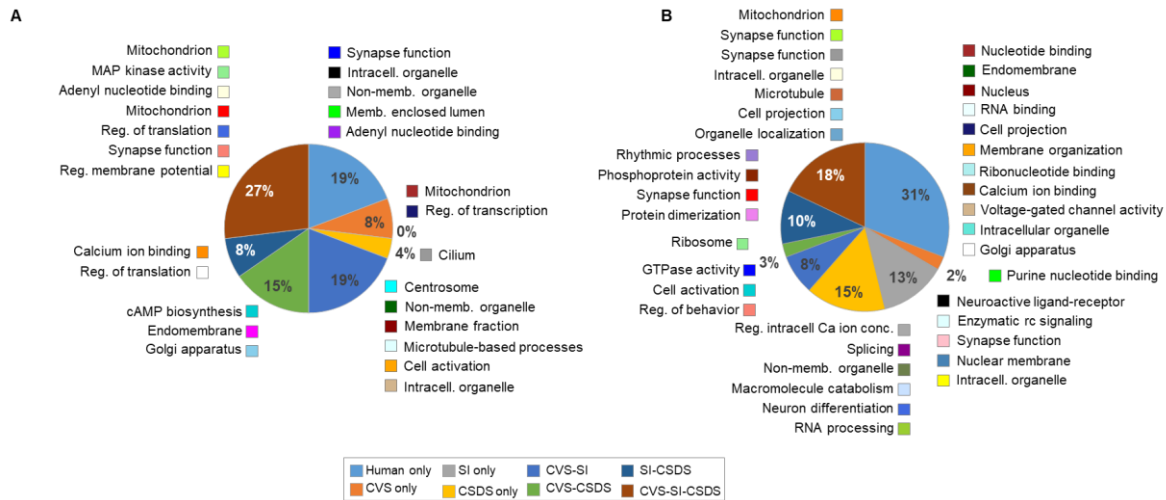 A
Mitochondrion
MAP kinase activity
Adenyl nucleotide binding
Mitochondrion
Reg. of translation
Synapse function
Reg. membrane potential
Synapse function
Intracell. organelle
Non-memb. organelle
Memb. enclosed lumen
Adenyl nucleotide binding
27%
19%
8%
0%
4%
19%
15%
8%
Mitochondrion
Reg. of transcription
Cilium
Calcium ion binding
Reg. of translation
cAMP biosynthesis
Endomembrane
Golgi apparatus
Centrosome
Non-memb. organelle
Membrane fraction
Microtubule-based processes
Cell activation
Intracell. organelle
B
Mitochondrion
Synapse function
Synapse function
Intracell. organelle
Microtubule
Cell projection
Organelle localization
Rhythmic processes
Phosphoprotein activity
Synapse function
Protein dimerization
Ribosome
GTPase activity
Cell activation
Reg. of behavior
18%
31%
10%
3%
8%
15%
13%
2%
Nucleotide binding
Endomembrane
Nucleus
RNA binding
Cell projection
Membrane organization
Ribonucleotide binding
Calcium ion binding
Voltage-gated channel activity
Intracellular organelle
Golgi apparatus
Purine nucleotide binding
Neuroactive ligand-receptor
Enzymatic rc signaling
Synapse function
Nuclear membrane
Intracell. organelle
Reg. intracell Ca ion conc.
Splicing
Non-memb. organelle
Macromolecule catabolism
Neuron differentiation
RNA processing
Human only SI only CVS-SI SI-CSDS
CVS only CSDS only CVS-CSDS CVS-SI-CSDS